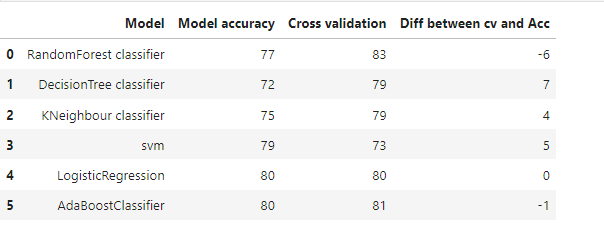 Model Model accuracy Cross validation Diff between cv and Acc
0 RandomForest classifier 77 83 -6
1 DecisionTree classifier 72 79 7
2 KNeighbour classifier 75 79 4
3 svm 79 73 5
4 LogisticRegression 80 80 0
5 AdaBoostClassifier 80 81 -1